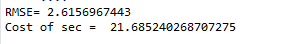 RMSE= 2.6156967443
Cost of sec =  21.685240268707275